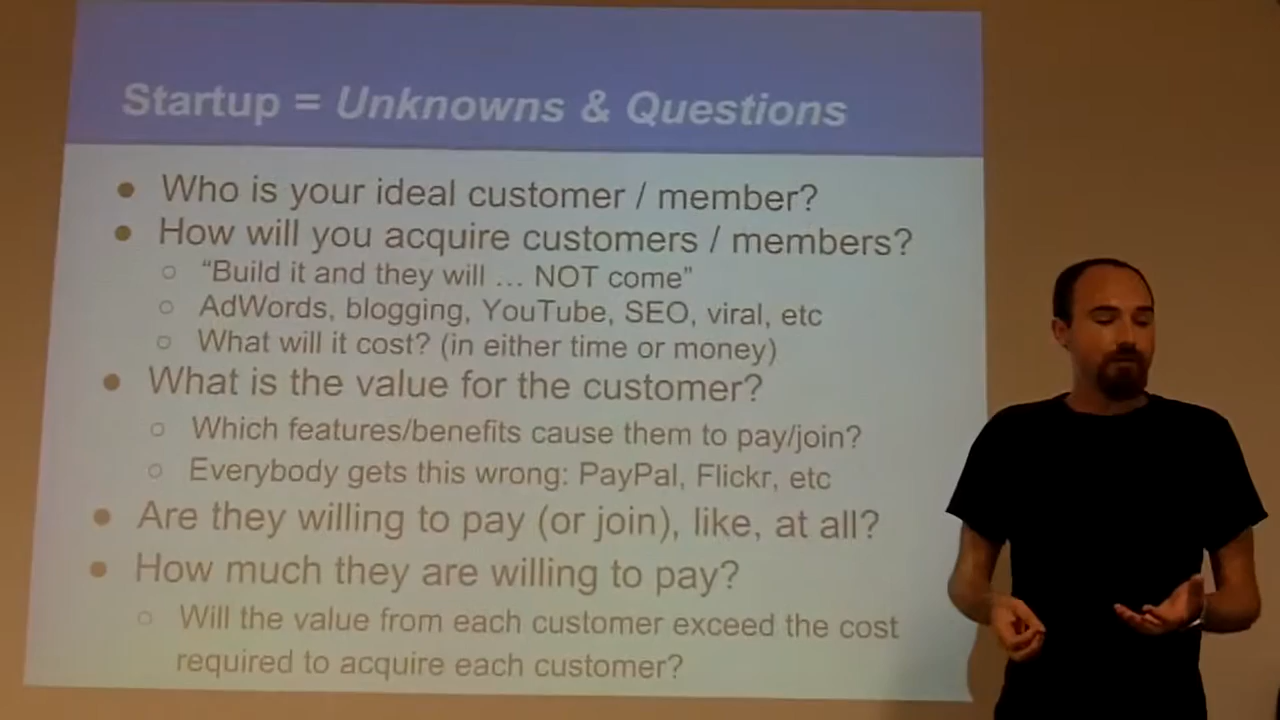 Startup = Unknowns & Questions
● Who is your ideal customer / member?
● How will you acquire customers / members?
○ “Build it and they will ... NOT come”
○ AdWords, blogging, YouTube, SEO, viral, etc
○ What will it cost? (in either time or money)
● What is the value for the customer?
○ Which features/benefits cause them to pay/join?
○ Everybody gets this wrong: PayPal, Flickr, etc
● Are they willing to pay (or join), like, at all?
● How much they are willing to pay?
○ Will the value from each customer exceed the cost
required to acquire each customer?